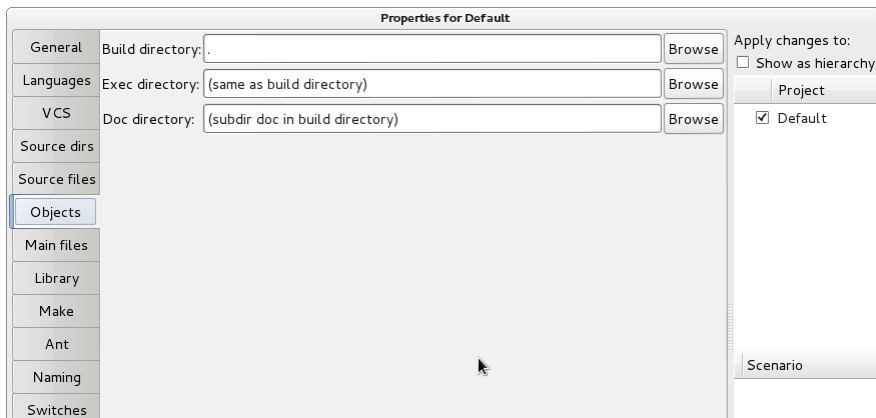 Properties for Default
General
Languages
VCS
Source dirs
Source files
Objects
Main files
Library
Make
Ant
Naming
Switches
Build directory: . Browse
Exec directory: (same as build directory) Browse
Doc directory: (subdir doc in build directory) Browse
Apply changes to:
Show as hierarchy
Project
Default
Scenario